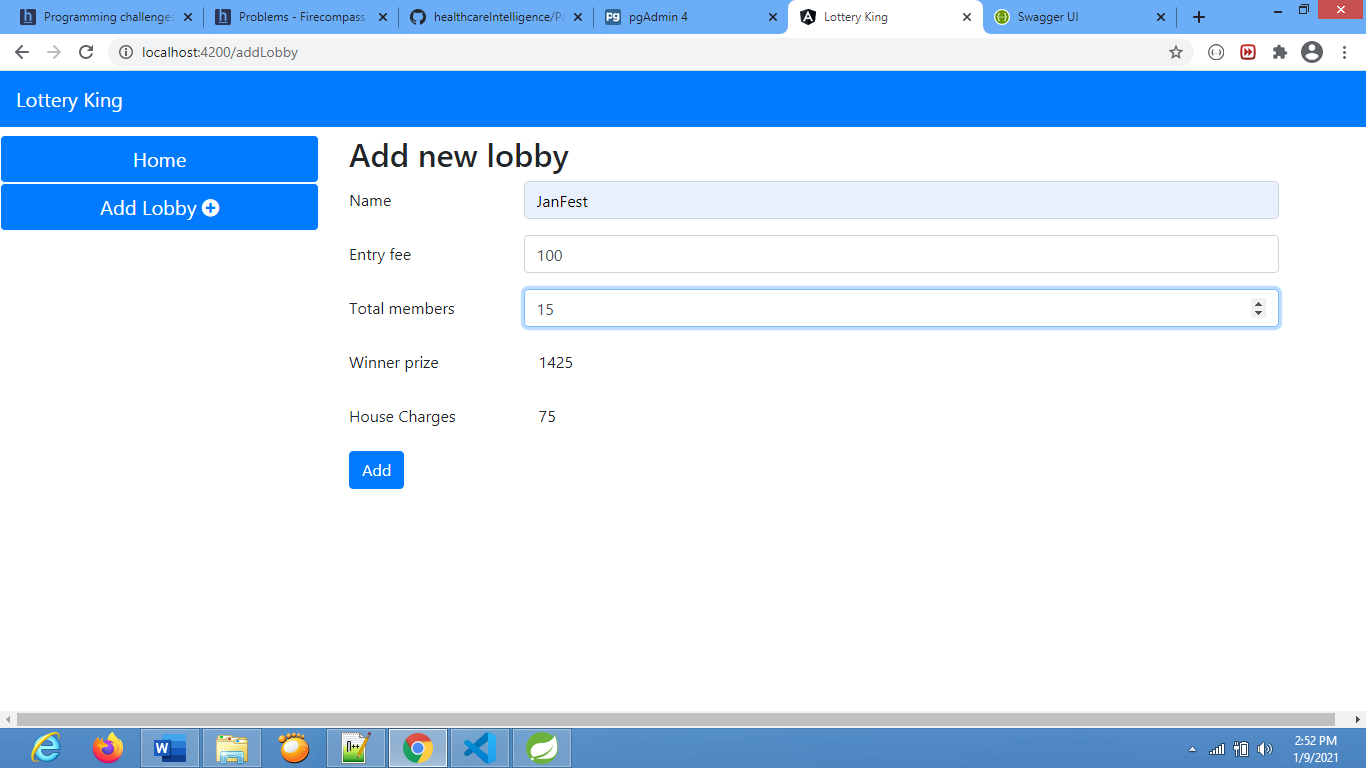 Programming challenges
Problems - Firecompass
healthcareIntelligence/Pa
pgAdmin 4
Lottery King
Swagger UI
localhost:4200/addLobby
Lottery King
Home
Add Lobby
Add new lobby
Name
JanFest
Entry fee
100
Total members
15
Winner prize
1425
House Charges
75
Add
2:52 PM
1/9/2021